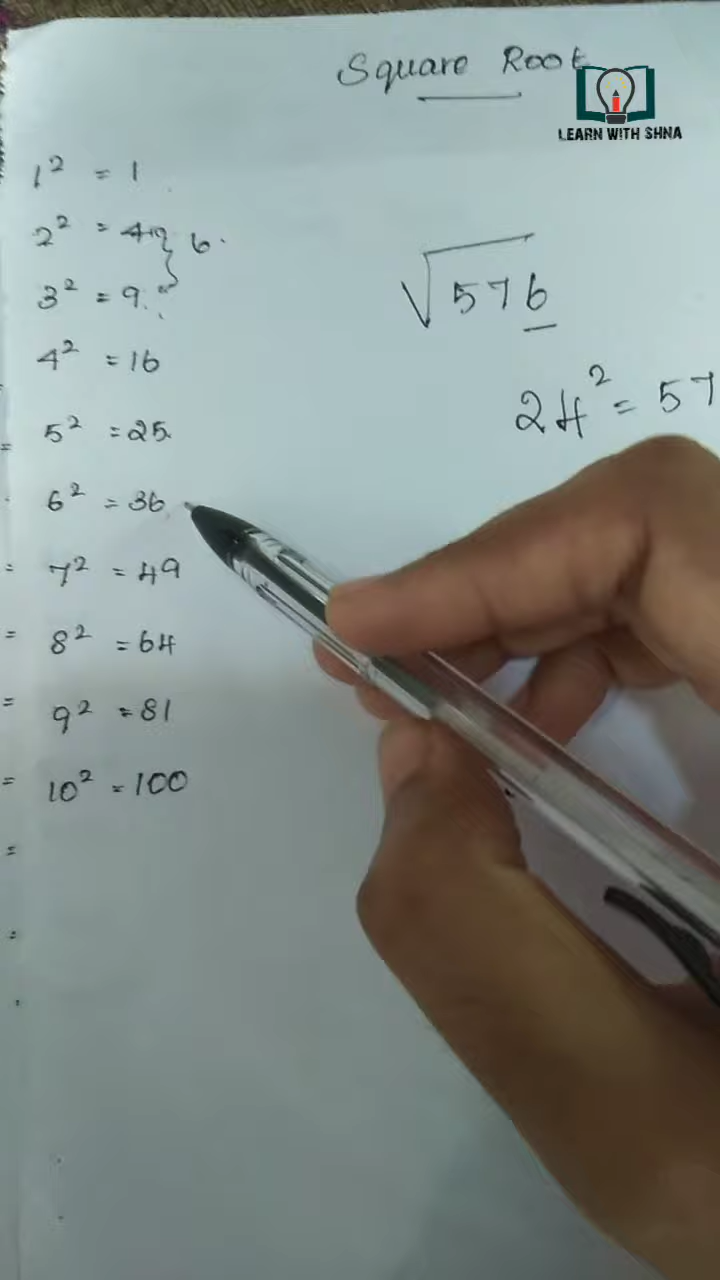 Square Root
LEARN WITH SHNA
1² = 1
2² = 4
6.
3² = 9
√576
4² = 16
24² = 57
5² = 25
6² = 36
7² = 49
8² = 64
9² = 81
10² = 100